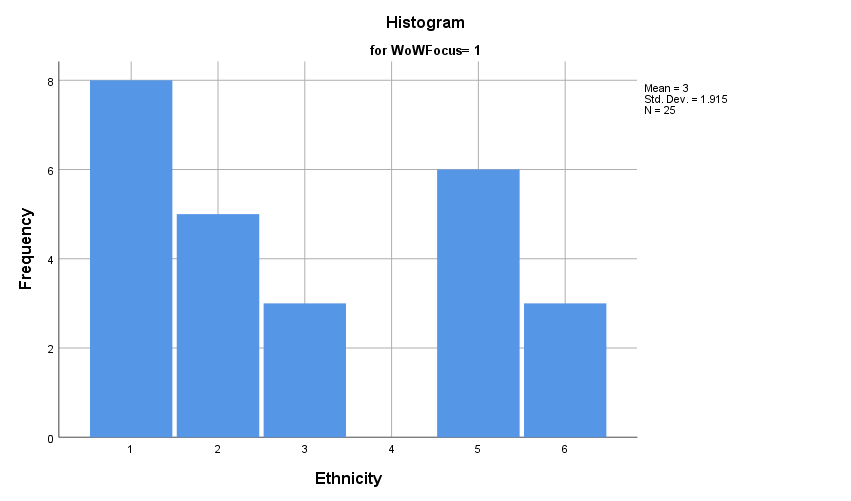 Histogram
for WoWFocus= 1
Mean = 3
Std. Dev. = 1.915
N = 25
Frequency
8
6
4
2
0
1 2 3 4 5 6
Ethnicity